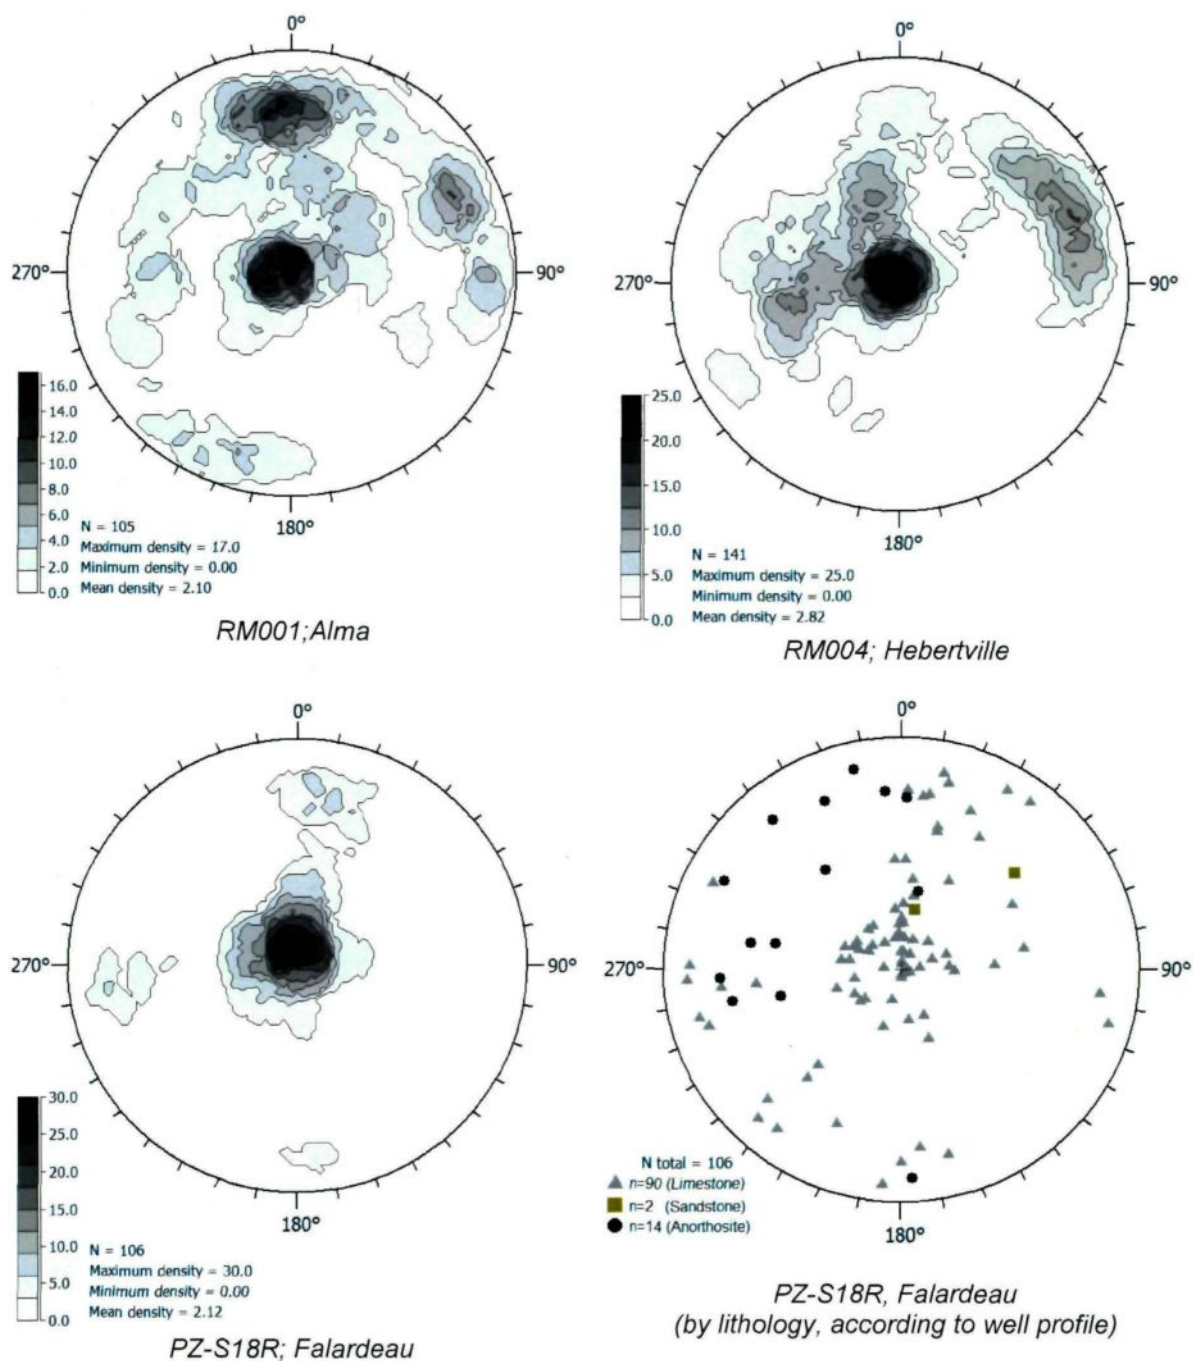 0°
270°
90°
180°
16.0
14.0
12.0
10.0
8.0
6.0
4.0
2.0
0.0
N = 105
Maximum density = 17.0
Minimum density = 0.00
Mean density = 2.10
RM001;Alma
0°
270°
90°
180°
25.0
20.0
15.0
10.0
5.0
0.0
N = 141
Maximum density = 25.0
Minimum density = 0.00
Mean density = 2.82
RM004; Hebertville
0°
270°
90°
180°
30.0
25.0
20.0
15.0
10.0
5.0
0.0
N = 106
Maximum density = 30.0
Minimum density = 0.00
Mean density = 2.12
PZ-S18R; Falardeau
0°
270°
90°
180°
N total = 106
n=90 (Limestone)
n=2 (Sandstone)
n=14 (Anorthosite)
PZ-S18R, Falardeau
(by lithology, according to well profile)